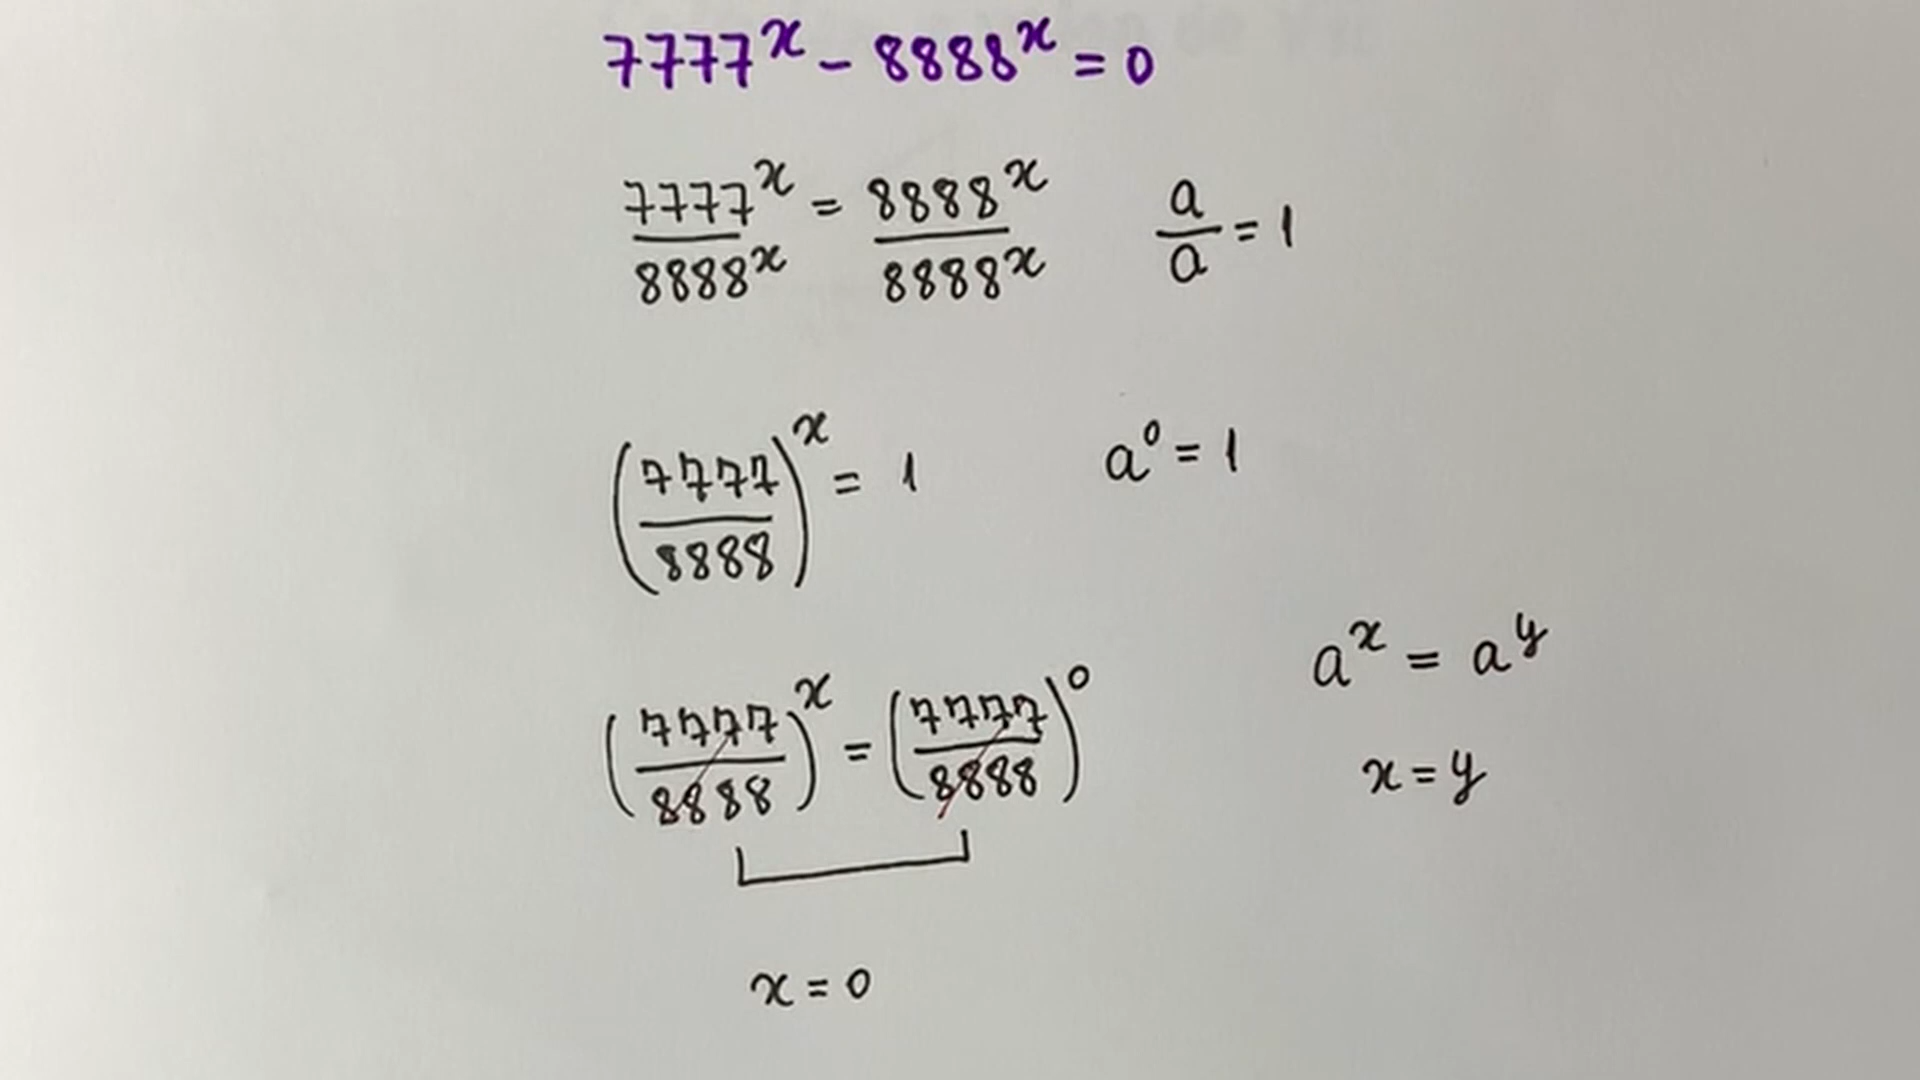 7777^x - 8888^x = 0
7777^x / 8888^x = 8888^x / 8888^x
a / a = 1
(7777 / 8888)^x = 1
a^0 = 1
(7777 / 8888)^x = (7777 / 8888)^0
a^x = a^y
x = y
x = 0